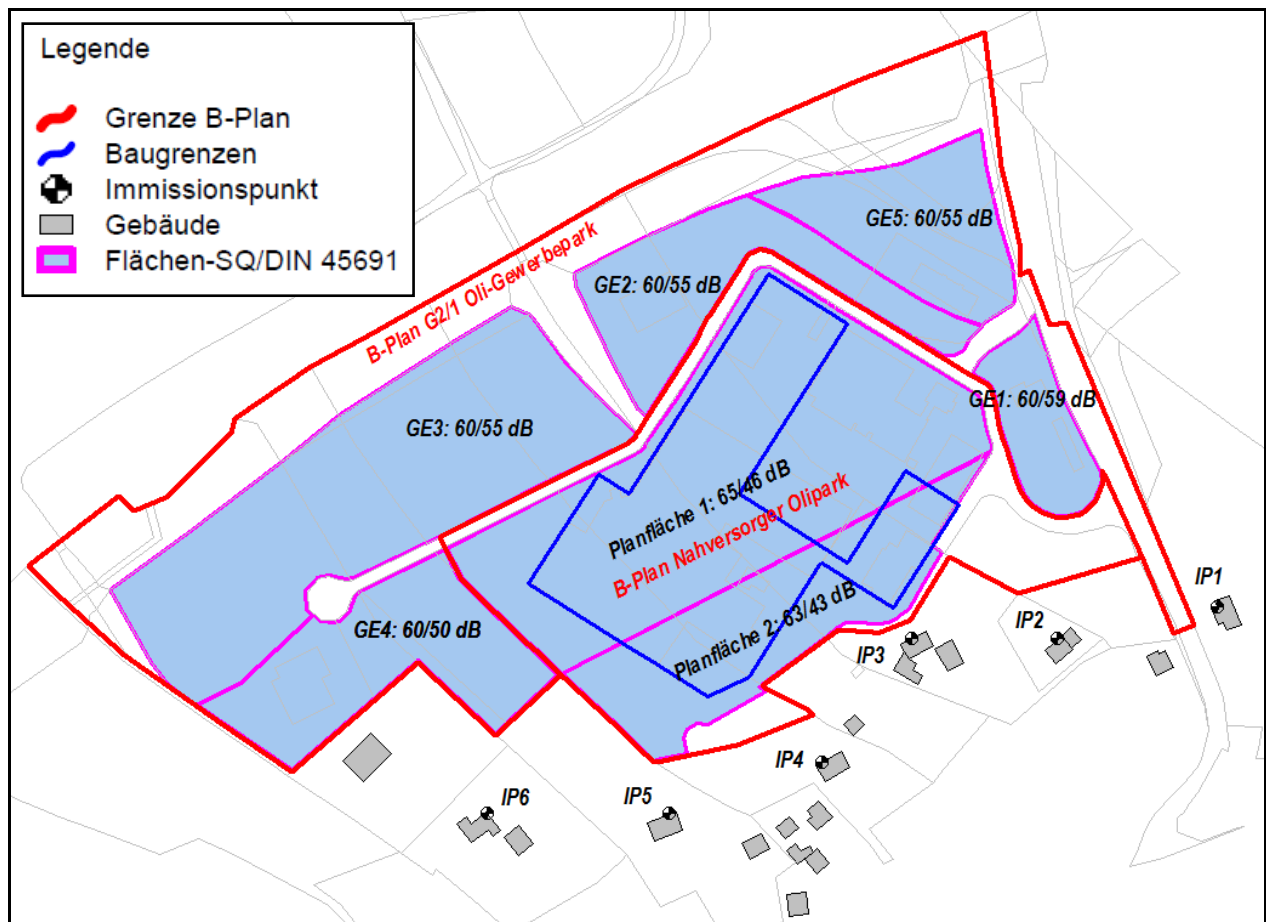 Legende
Grenze B-Plan
Baugrenzen
Immissionspunkt
Gebäude
Flächen-SQ/DIN 45691
GE5: 60/55 dB
B-Plan G2/1 Oli-Gewerbepark
GE2: 60/55 dB
GE1: 60/59 dB
GE3: 60/55 dB
Planfläche 1: 65/46 dB
B-Plan Nahversorger Olipark
GE4: 60/50 dB
Planfläche 2: 63/43 dB
IP1
IP2
IP3
IP4
IP5
IP6